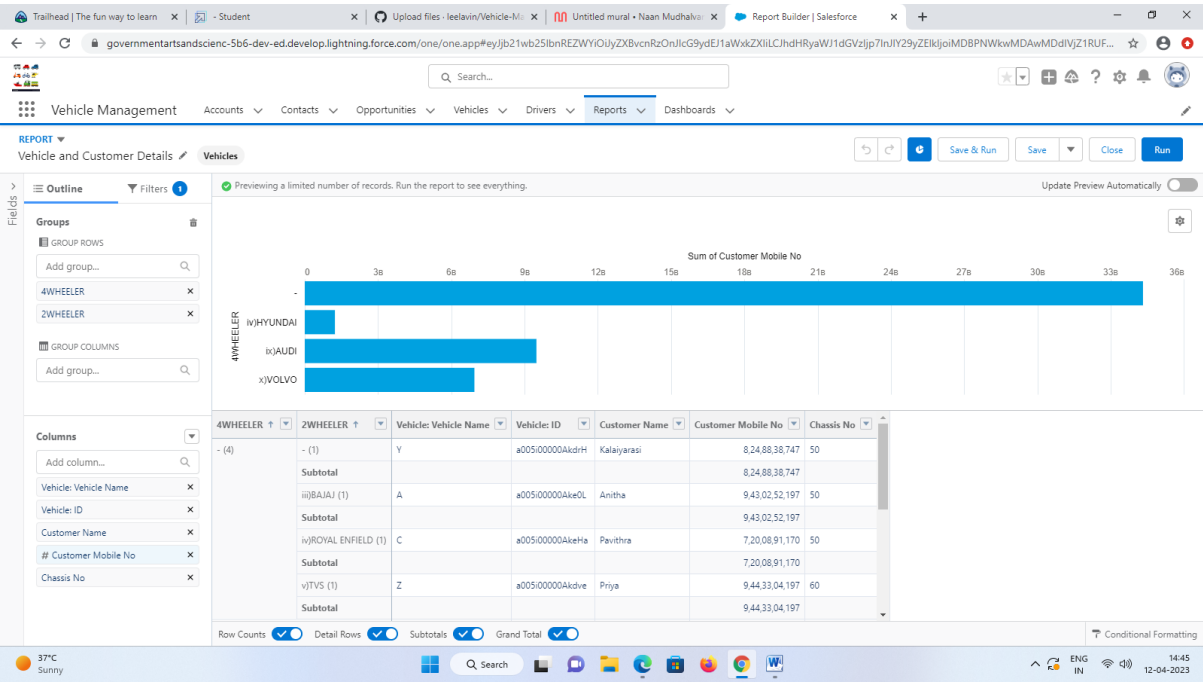 Trailhead | The fun way to learn
- Student
Upload files · leelavin/Vehicle-Ma
Untitled mural • Naan Mudhalvan
Report Builder | Salesforce
governmentartsandscienc-5b6-dev-ed.develop.lightning.force.com/one/one.app#
Search...
Vehicle Management
Accounts Contacts Opportunities Vehicles Drivers Reports Dashboards
REPORT
Vehicle and Customer Details Vehicles
Save & Run Save Close Run
Fields
Outline Filters 1
Previewing a limited number of records. Run the report to see everything.
Update Preview Automatically
Groups
GROUP ROWS
Add group...
4WHEELER
2WHEELER
GROUP COLUMNS
Add group...
Columns
Add column...
Vehicle: Vehicle Name
Vehicle: ID
Customer Name
# Customer Mobile No
Chassis No
Sum of Customer Mobile No
0 3B 6B 9B 12B 15B 18B 21B 24B 27B 30B 33B 36B
4WHEELER
-
iv)HYUNDAI
ix)AUDI
x)VOLVO
4WHEELER ↑ 2WHEELER ↑ Vehicle: Vehicle Name Vehicle: ID Customer Name Customer Mobile No Chassis No
- (4) - (1) Y a005i00000AkdrH Kalaiyarasi 8,24,88,38,747 50
Subtotal 8,24,88,38,747
iii)BAJAJ (1) A a005i00000Ake0L Anitha 9,43,02,52,197 50
Subtotal 9,43,02,52,197
iv)ROYAL ENFIELD (1) C a005i00000AkeHa Pavithra 7,20,08,91,170 50
Subtotal 7,20,08,91,170
v)TVS (1) Z a005i00000Akdve Priya 9,44,33,04,197 60
Subtotal 9,44,33,04,197
Row Counts Detail Rows Subtotals Grand Total
Conditional Formatting
37°C
Sunny
Search
ENG
IN
14:45
12-04-2023